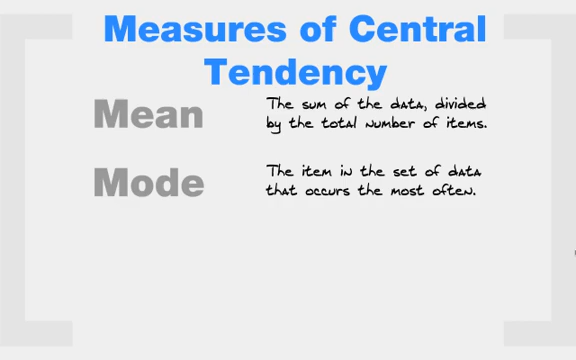 Measures of Central
Tendency
Mean
The sum of the data, divided
by the total number of items.
Mode
The item in the set of data
that occurs the most often.